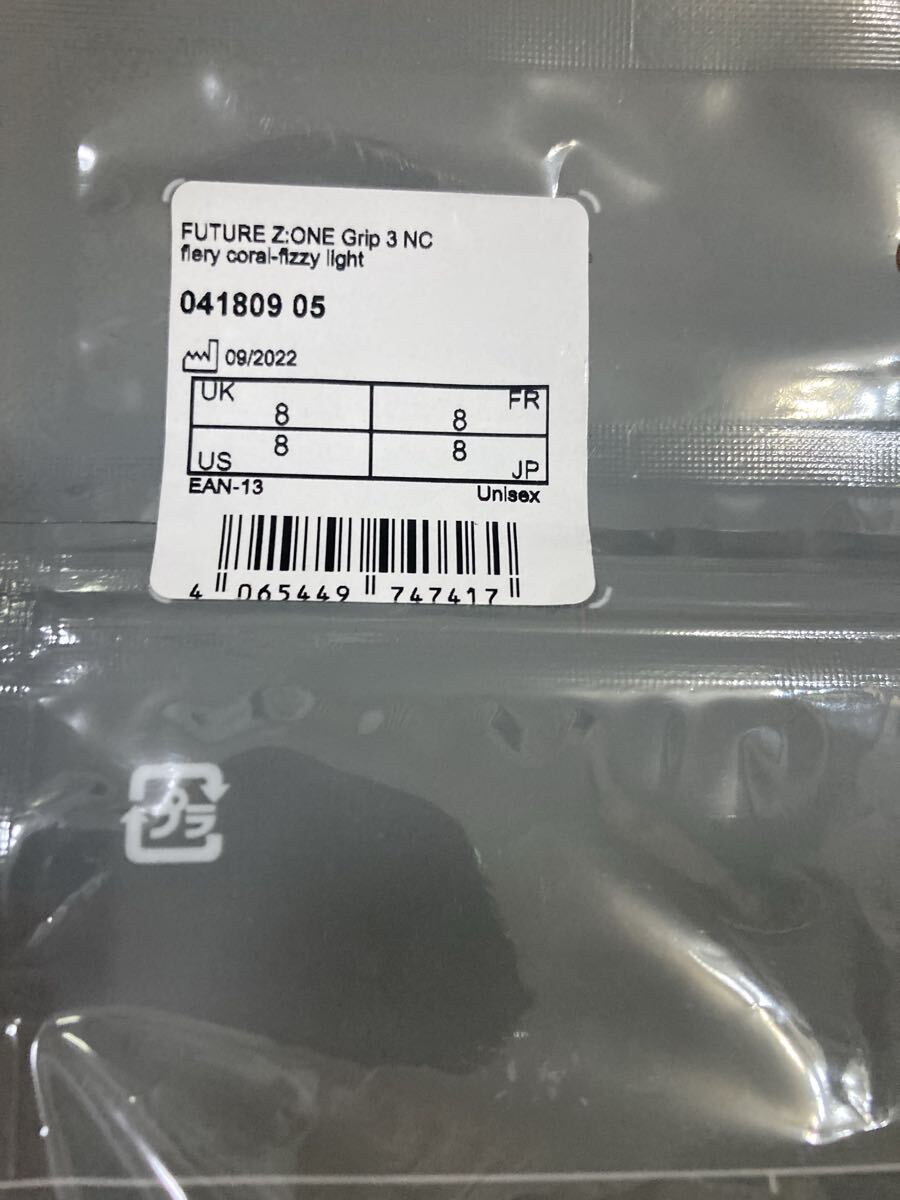 FUTURE Z:ONE Grip 3 NC
fiery coral-fizzy light
041809 05
09/2022
UK 8 8 FR
US 8 8 JP
EAN-13 Unisex
4 065449 747417
プラ